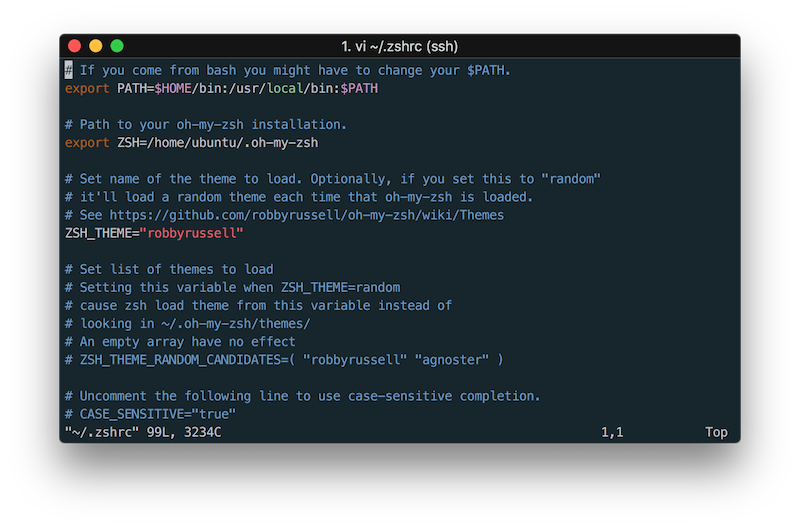 1. vi ~/.zshrc (ssh)
# If you come from bash you might have to change your $PATH.
export PATH=$HOME/bin:/usr/local/bin:$PATH
# Path to your oh-my-zsh installation.
export ZSH=/home/ubuntu/.oh-my-zsh
# Set name of the theme to load. Optionally, if you set this to "random"
# it'll load a random theme each time that oh-my-zsh is loaded.
# See https://github.com/robbyrussell/oh-my-zsh/wiki/Themes
ZSH_THEME="robbyrussell"
# Set list of themes to load
# Setting this variable when ZSH_THEME=random
# cause zsh load theme from this variable instead of
# looking in ~/.oh-my-zsh/themes/
# An empty array have no effect
# ZSH_THEME_RANDOM_CANDIDATES=( "robbyrussell" "agnoster" )
# Uncomment the following line to use case-sensitive completion.
# CASE_SENSITIVE="true"
"~/.zshrc" 99L, 3234C 1,1 Top